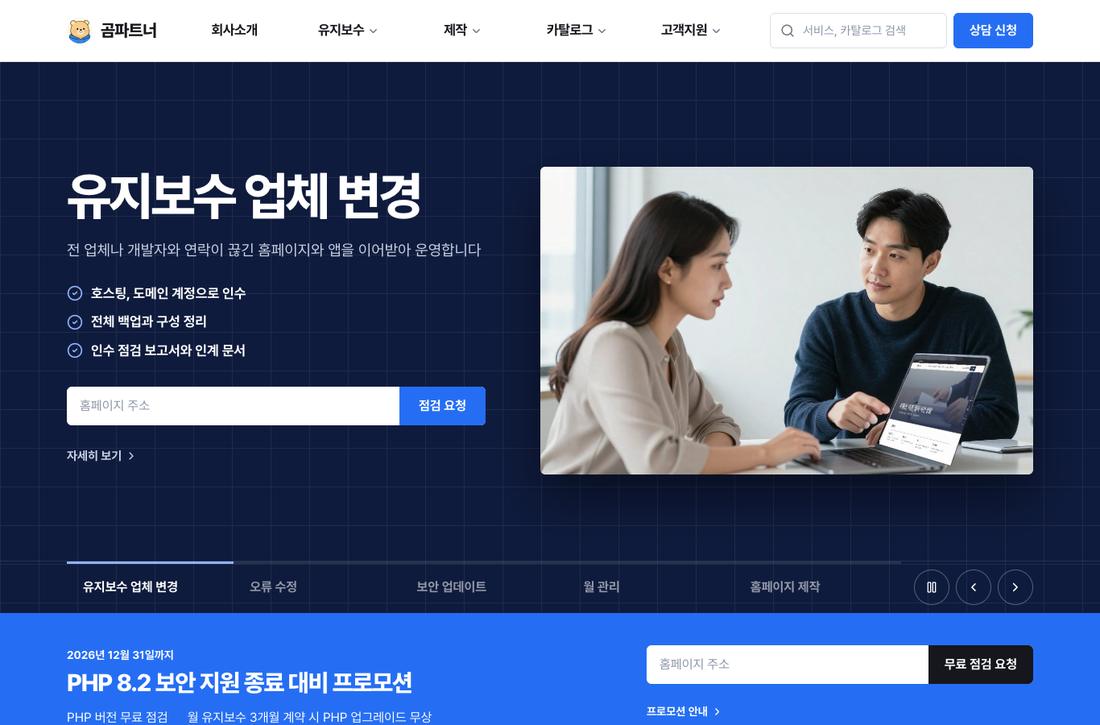 곰파트너
회사소개
유지보수
제작
카탈로그
고객지원
서비스, 카탈로그 검색
상담 신청
유지보수 업체 변경
전 업체나 개발자와 연락이 끊긴 홈페이지와 앱을 이어받아 운영합니다
호스팅, 도메인 계정으로 인수
전체 백업과 구성 정리
인수 점검 보고서와 인계 문서
홈페이지 주소
점검 요청
자세히 보기
유지보수 업체 변경
오류 수정
보안 업데이트
월 관리
홈페이지 제작
2026년 12월 31일까지
PHP 8.2 보안 지원 종료 대비 프로모션
PHP 버전 무료 점검
월 유지보수 3개월 계약 시 PHP 업그레이드 무상
홈페이지 주소
무료 점검 요청
프로모션 안내